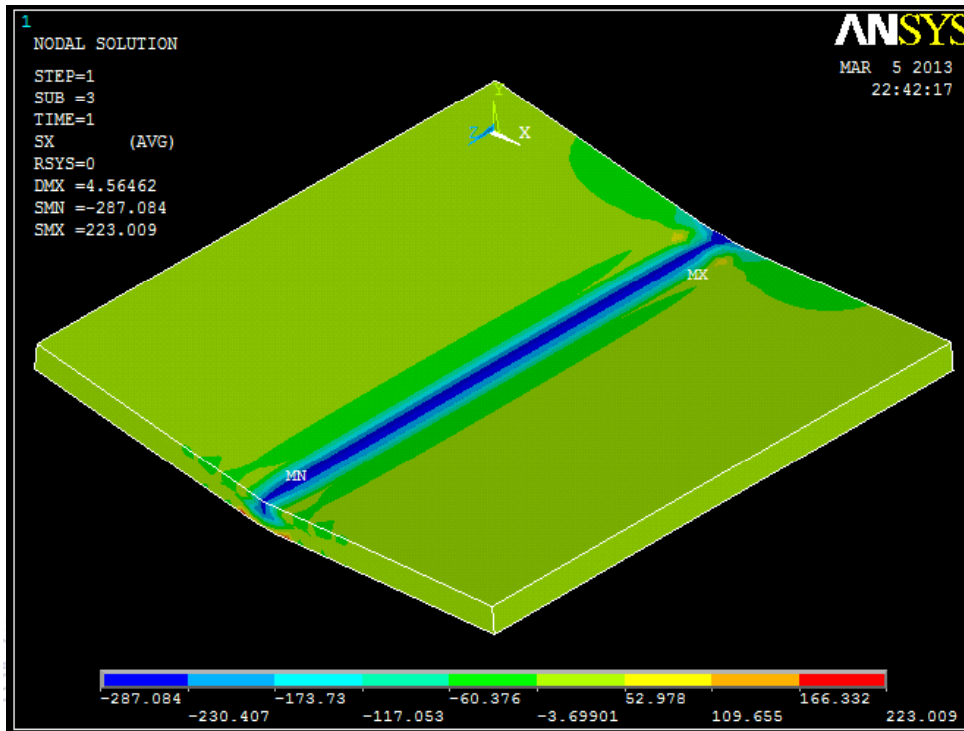 1
NODAL SOLUTION
STEP=1
SUB =3
TIME=1
SX (AVG)
RSYS=0
DMX =4.56462
SMN =-287.084
SMX =223.009
ANSYS
MAR 5 2013
22:42:17
Y
Z X
MX
MN
-287.084 -173.73 -60.376 52.978 166.332
-230.407 -117.053 -3.69901 109.655 223.009